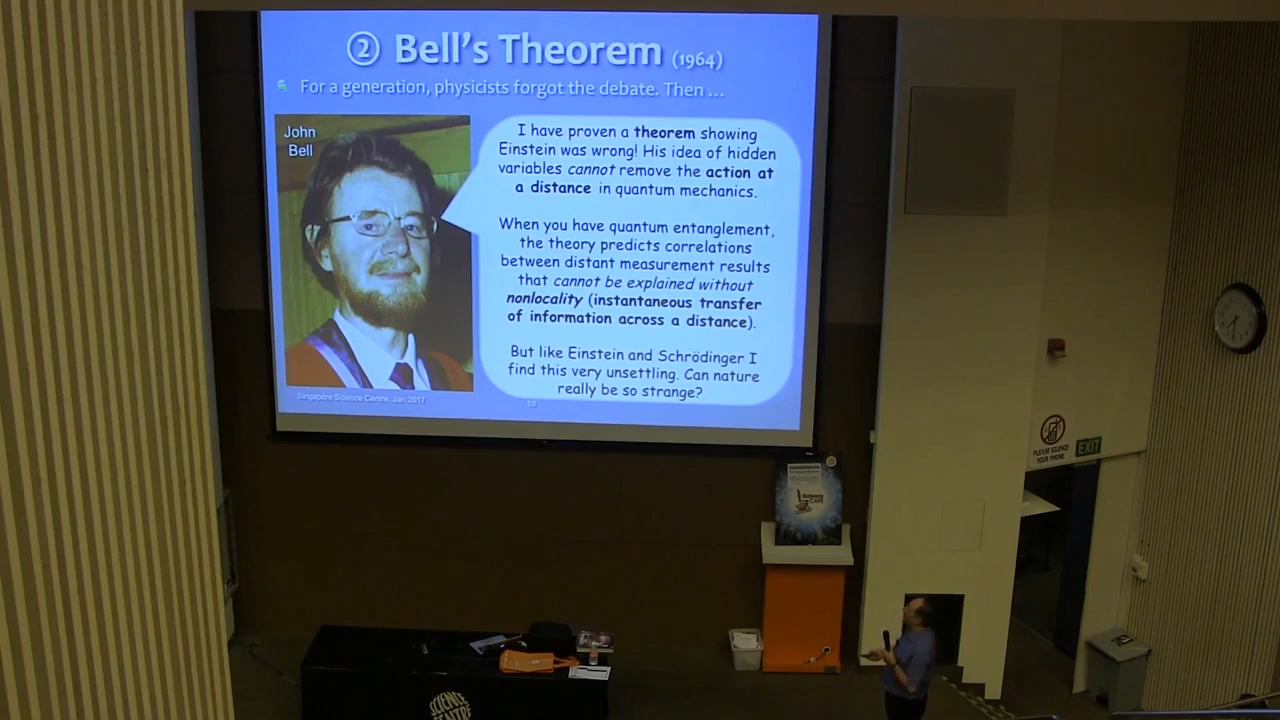 ② Bell's Theorem (1964)
For a generation, physicists forgot the debate. Then ...
John
Bell
I have proven a theorem showing
Einstein was wrong! His idea of hidden
variables cannot remove the action at
a distance in quantum mechanics.
When you have quantum entanglement,
the theory predicts correlations
between distant measurement results
that cannot be explained without
nonlocality (instantaneous transfer
of information across a distance).
But like Einstein and Schrödinger I
find this very unsettling. Can nature
really be so strange?
Singapore Science Centre, Jan 2017
10
PLEASE SILENCE
YOUR PHONE
EXIT
SCIENCE
CENTRE